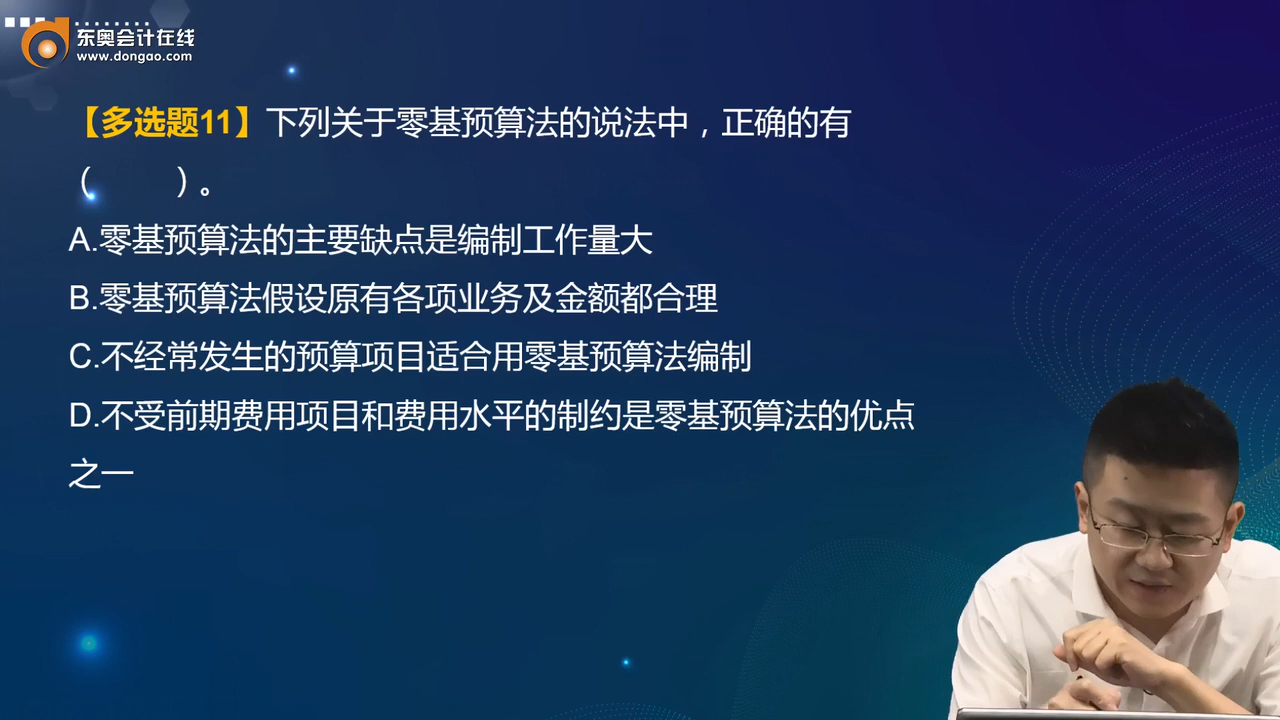 东奥会计在线
www.dongao.com
【多选题11】下列关于零基预算法的说法中，正确的有
（　　）。
A.零基预算法的主要缺点是编制工作量大
B.零基预算法假设原有各项业务及金额都合理
C.不经常发生的预算项目适合用零基预算法编制
D.不受前期费用项目和费用水平的制约是零基预算法的优点
之一